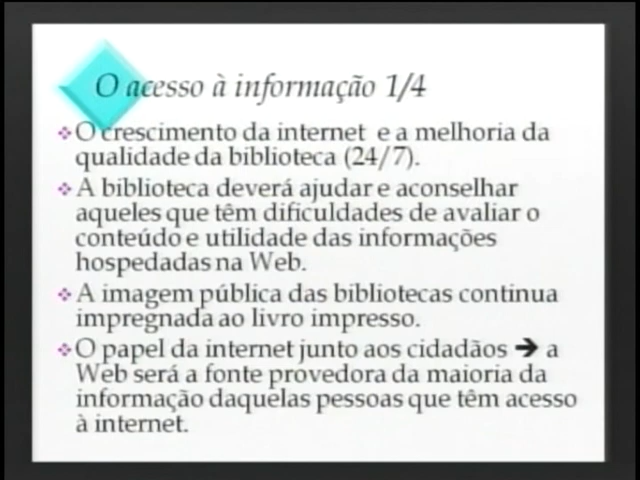 O acesso à informação 1/4
❖O crescimento da internet e a melhoria da
qualidade da biblioteca (24/7).
❖A biblioteca deverá ajudar e aconselhar
aqueles que têm dificuldades de avaliar o
conteúdo e utilidade das informações
hospedadas na Web.
❖A imagem pública das bibliotecas continua
impregnada ao livro impresso.
❖O papel da internet junto aos cidadãos ➔ a
Web será a fonte provedora da maioria da
informação daquelas pessoas que têm acesso
à internet.